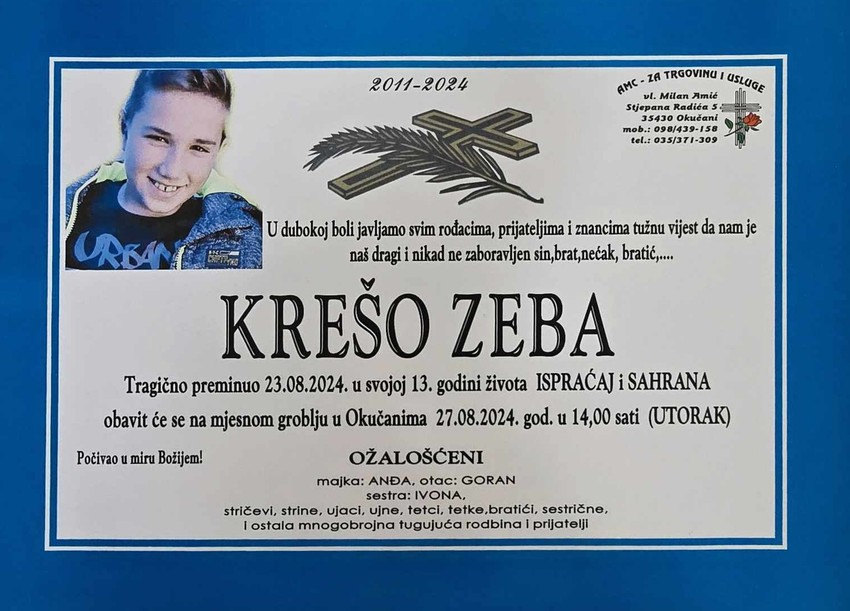 2011-2024
AMC - ZA TRGOVINU I USLUGE
vl. Milan Amić
Stjepana Radića 5
35430 Okučani
mob.: 098/439-158
tel.: 035/371-309
URBAN
U dubokoj boli javljamo svim rođacima, prijateljima i znancima tužnu vijest da nam je
naš dragi i nikad ne zaboravljen sin,brat,nećak, bratić,....
KREŠO ZEBA
Tragično preminuo 23.08.2024. u svojoj 13. godini života ISPRAĆAJ i SAHRANA
obavit će se na mjesnom groblju u Okučanima 27.08.2024. god. u 14,00 sati (UTORAK)
Počivao u miru Božijem!
OŽALOŠĆENI
majka: ANĐA, otac: GORAN
sestra: IVONA,
stričevi, strine, ujaci, ujne, tetci, tetke,bratići, sestrične,
i ostala mnogobrojna tugujuća rodbina i prijatelji